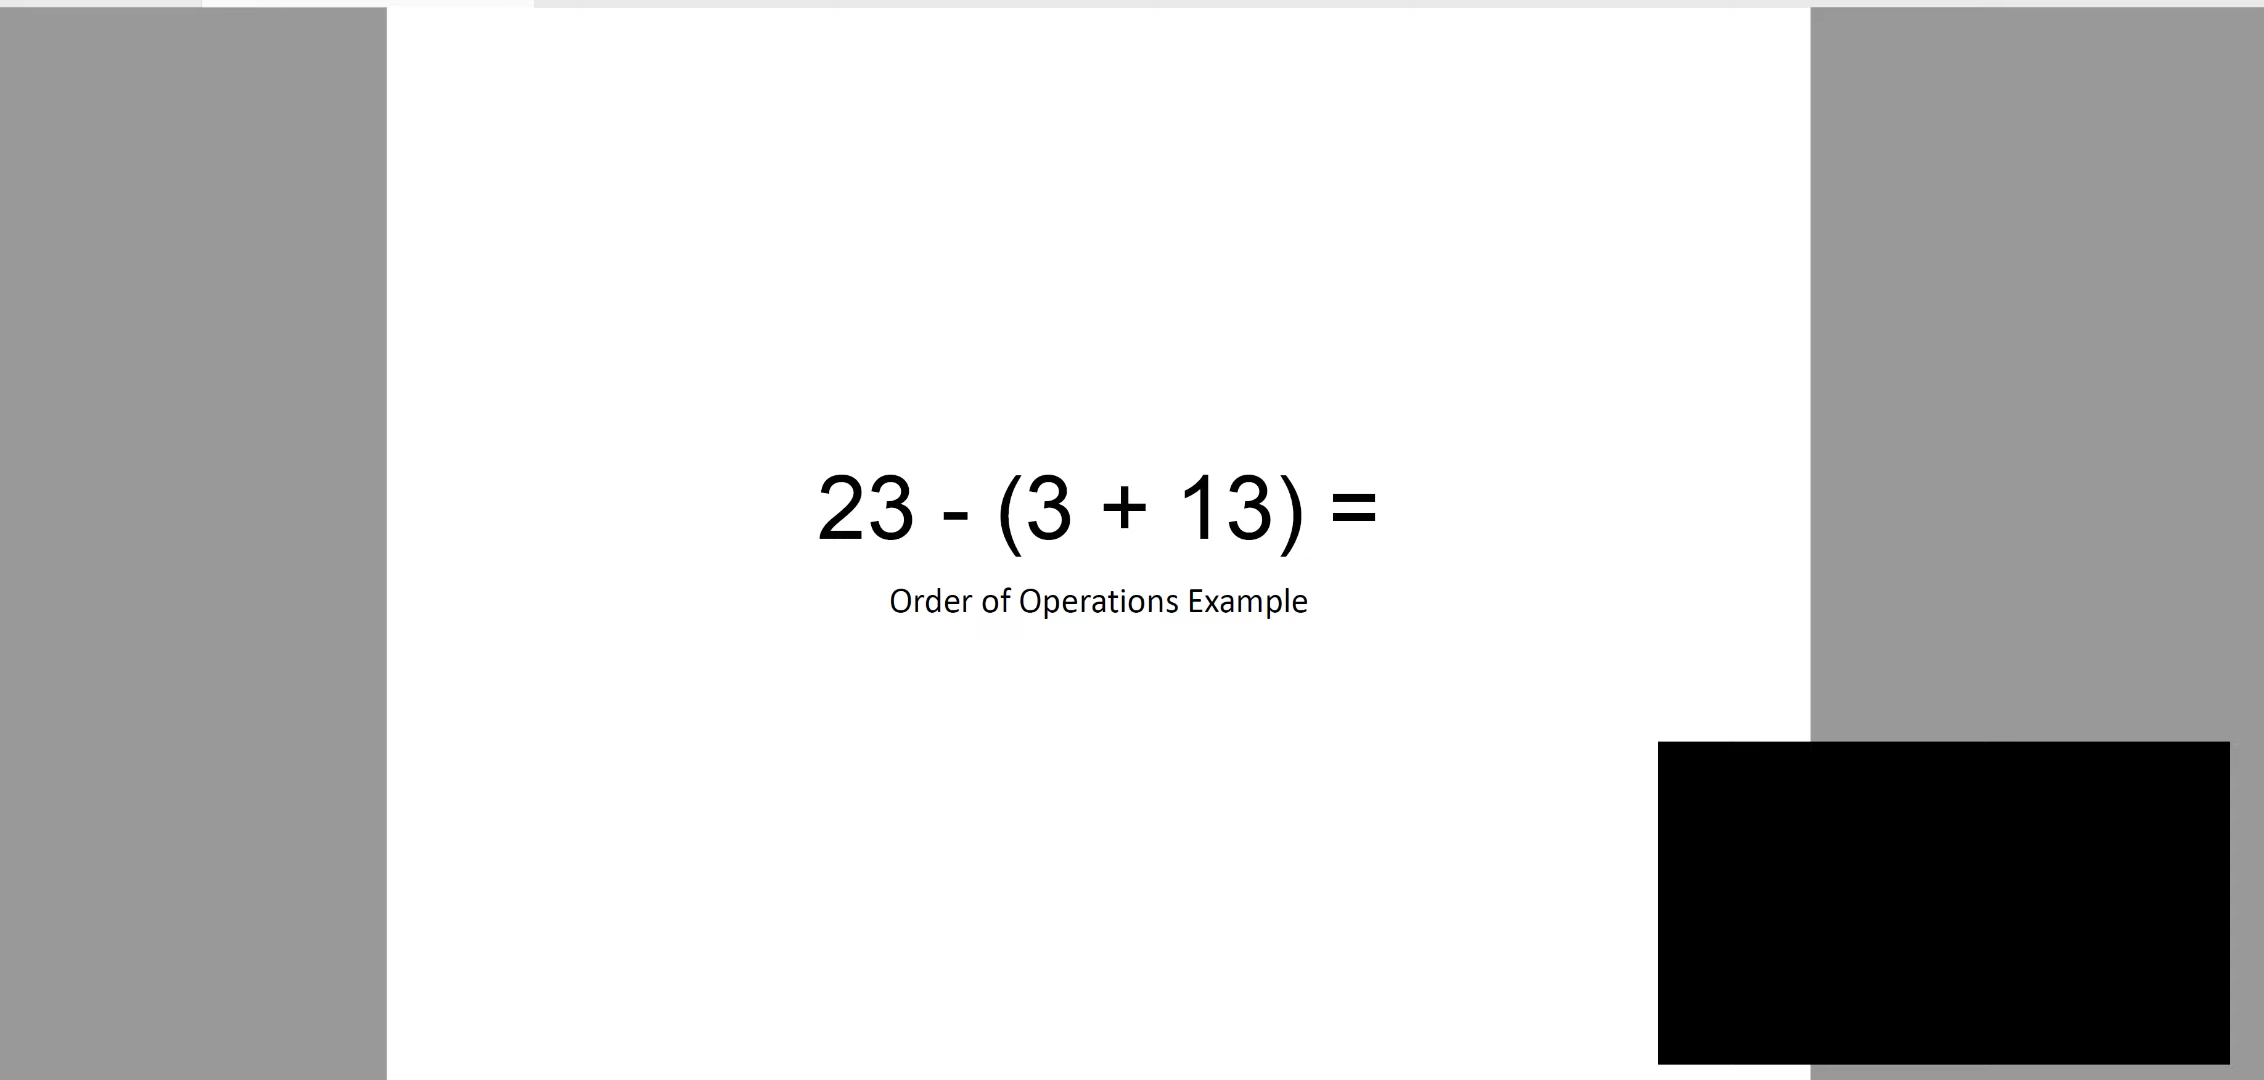 23 - (3 + 13) =
Order of Operations Example